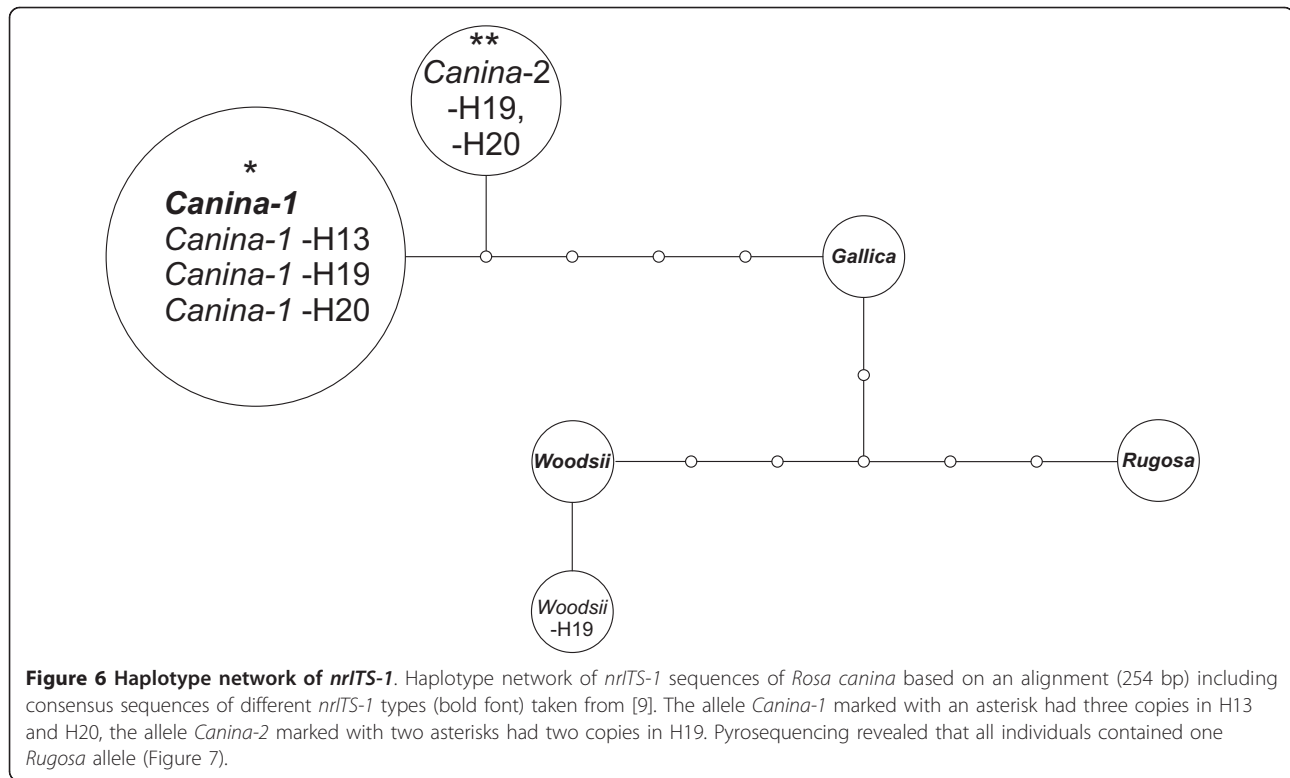 **
Canina-2
-H19,
-H20
*
Canina-1
Canina-1 -H13
Canina-1 -H19
Canina-1 -H20
Gallica
Woodsii
Rugosa
Woodsii
-H19
Figure 6 Haplotype network of nrITS-1. Haplotype network of nrITS-1 sequences of Rosa canina based on an alignment (254 bp) including
consensus sequences of different nrITS-1 types (bold font) taken from [9]. The allele Canina-1 marked with an asterisk had three copies in H13
and H20, the allele Canina-2 marked with two asterisks had two copies in H19. Pyrosequencing revealed that all individuals contained one
Rugosa allele (Figure 7).